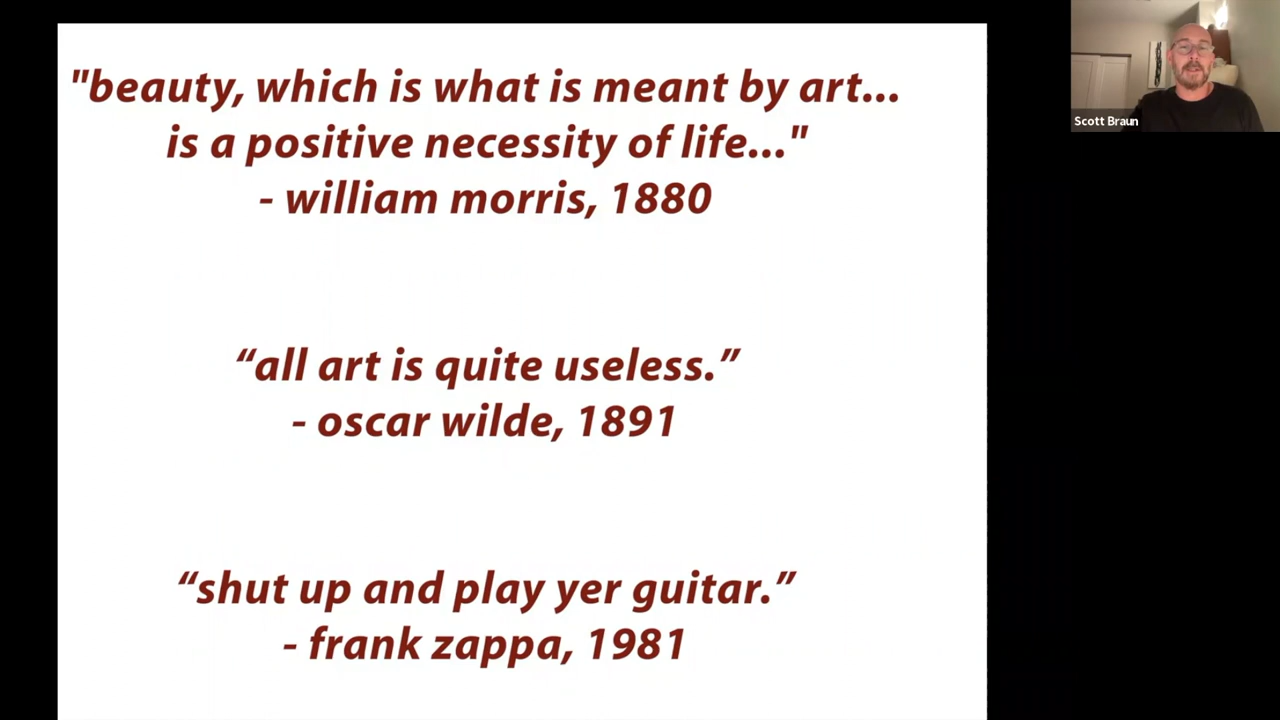 "beauty, which is what is meant by art...
is a positive necessity of life..."
- william morris, 1880
“all art is quite useless.”
- oscar wilde, 1891
“shut up and play yer guitar.”
- frank zappa, 1981
Scott Braun